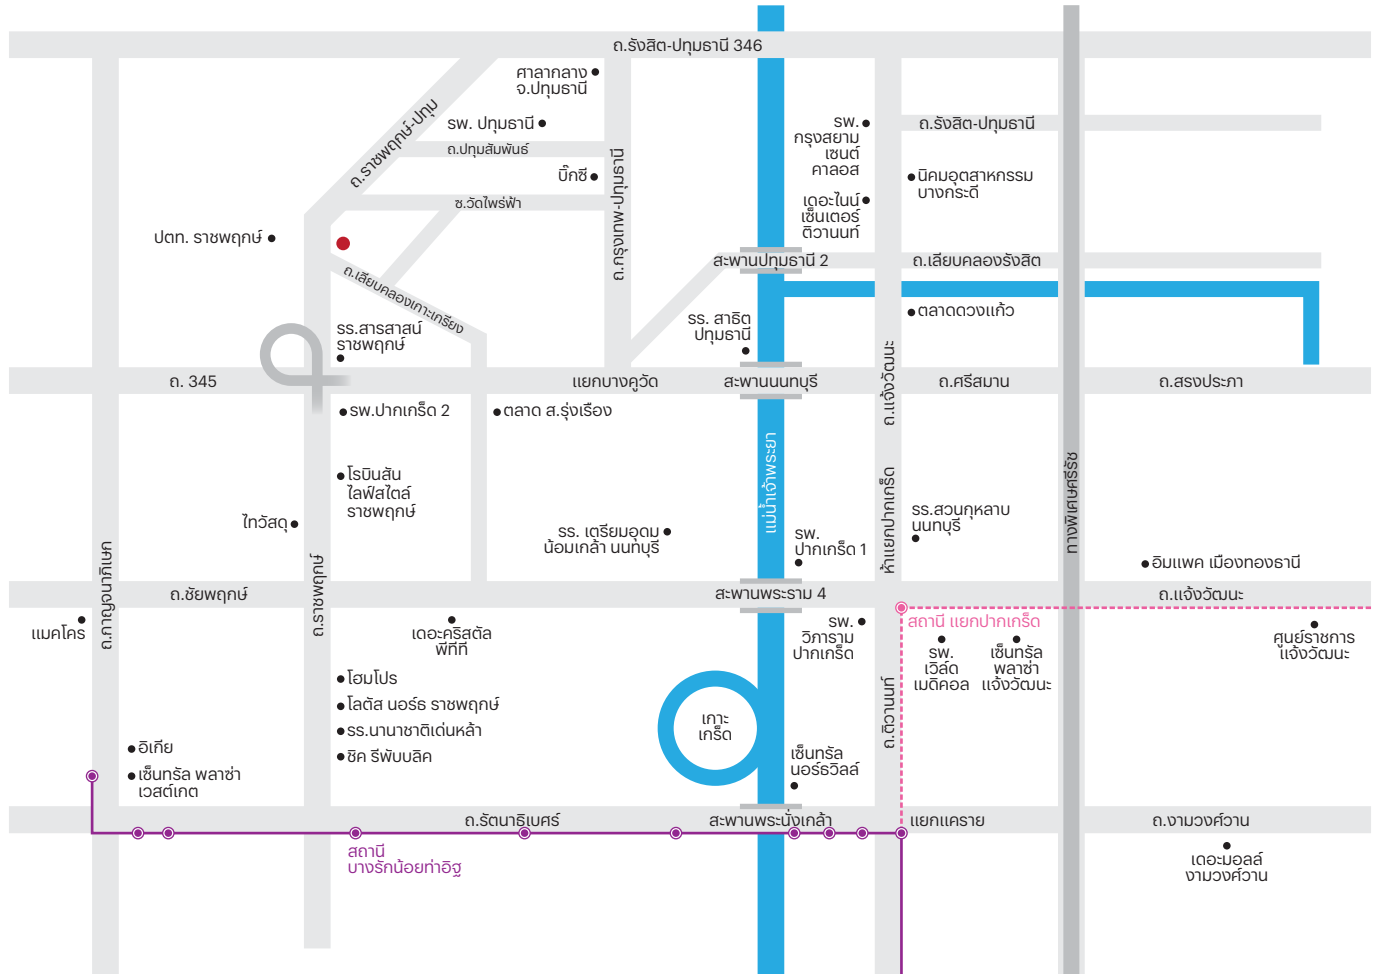 ถ.รังสิต-ปทุมธานี 346
ศาลากลาง
จ.ปทุมธานี
ถ.ราชพฤกษ์-ปทุม
รพ. ปทุมธานี
ถ.ปทุมสัมพันธ์
บิ๊กซี
ซ.วัดไพร่ฟ้า
ถ.กรุงเทพ-ปทุมธานี
รพ.
กรุงสยาม
เซนต์
คาลอส
ถ.รังสิต-ปทุมธานี
นิคมอุตสาหกรรม
บางกระดี
เดอะไนน์
เซ็นเตอร์
ติวานนท์
ปตท. ราชพฤกษ์
ถ.เลียบคลองเกาะเกรียง
สะพานปทุมธานี 2
ถ.เลียบคลองรังสิต
รร. สาธิต
ปทุมธานี
ตลาดดวงแก้ว
รร.สารสาสน์
ราชพฤกษ์
ถ. 345
แยกบางคูวัด
สะพานนนทบุรี
ถ.แจ้งวัฒนะ
ถ.ศรีสมาน
ถ.สรงประภา
รพ.ปากเกร็ด 2
ตลาด ส.รุ่งเรือง
แม่น้ำเจ้าพระยา
โรบินสัน
ไลฟ์สไตล์
ราชพฤกษ์
ไทวัสดุ
รร. เตรียมอุดม
น้อมเกล้า นนทบุรี
รพ.
ปากเกร็ด 1
ห้าแยกปากเกร็ด
รร.สวนกุหลาบ
นนทบุรี
ทางพิเศษศรีรัช
อิมแพค เมืองทองธานี
ถ.กาญจนาภิเษก
ถ.ชัยพฤกษ์
ถ.ราชพฤกษ์
สะพานพระราม 4
ถ.แจ้งวัฒนะ
แมคโคร
เดอะคริสตัล
พีทีที
รพ.
วิภาราม
ปากเกร็ด
สถานี แยกปากเกร็ด
รพ.
เวิล์ด
เมดิคอล
เซ็นทรัล
พลาซ่า
แจ้งวัฒนะ
ศูนย์ราชการ
แจ้งวัฒนะ
โฮมโปร
โลตัส นอร์ธ ราชพฤกษ์
รร.นานาชาติเด่นหล้า
ชิค รีพับบลิค
เกาะ
เกร็ด
ถ.ติวานนท์
อิเกีย
เซ็นทรัล พลาซ่า
เวสต์เกต
เซ็นทรัล
นอร์ธวิลล์
ถ.รัตนาธิเบศร์
สะพานพระนั่งเกล้า
แยกแคราย
ถ.งามวงศ์วาน
สถานี
บางรักน้อยท่าอิฐ
เดอะมอลล์
งามวงศ์วาน